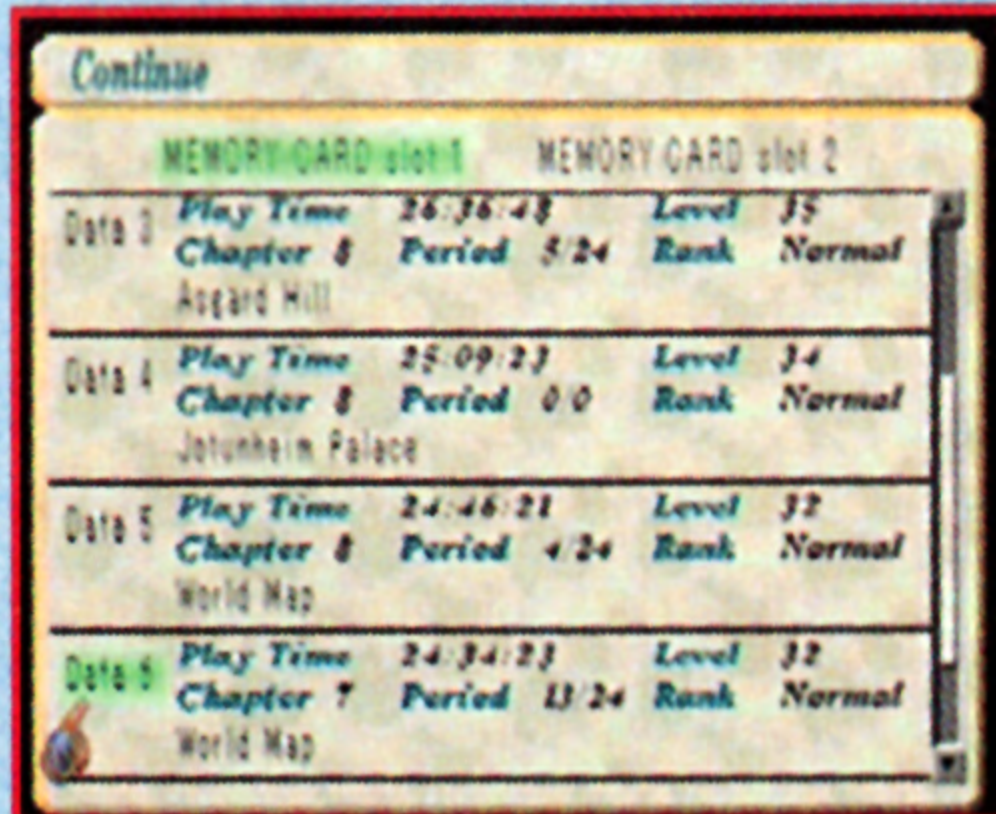 Continue
MEMORY CARD slot 1 MEMORY CARD slot 2
Data 3 Play Time 26:36:48 Level 35
Chapter 8 Period 5/24 Rank Normal
Asgard Hill
Data 4 Play Time 25:09:23 Level 34
Chapter 8 Period 0/0 Rank Normal
Jotunheim Palace
Data 5 Play Time 24:46:21 Level 32
Chapter 8 Period 4/24 Rank Normal
World Map
Data 6 Play Time 24:34:23 Level 32
Chapter 7 Period 13/24 Rank Normal
World Map